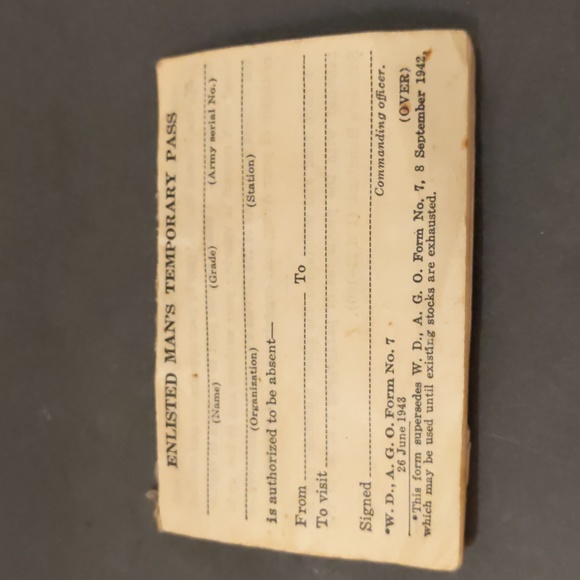 ENLISTED MAN'S TEMPORARY PASS
(Name) (Grade) (Army serial No.)
(Organization) (Station)
is authorized to be absent—
From To
To visit
Signed
Commanding officer.
*W. D., A. G. O. Form No. 7
26 June 1943
(OVER)
*This form supersedes W. D., A. G. O. Form No. 7, 8 September 1942,
which may be used until existing stocks are exhausted.